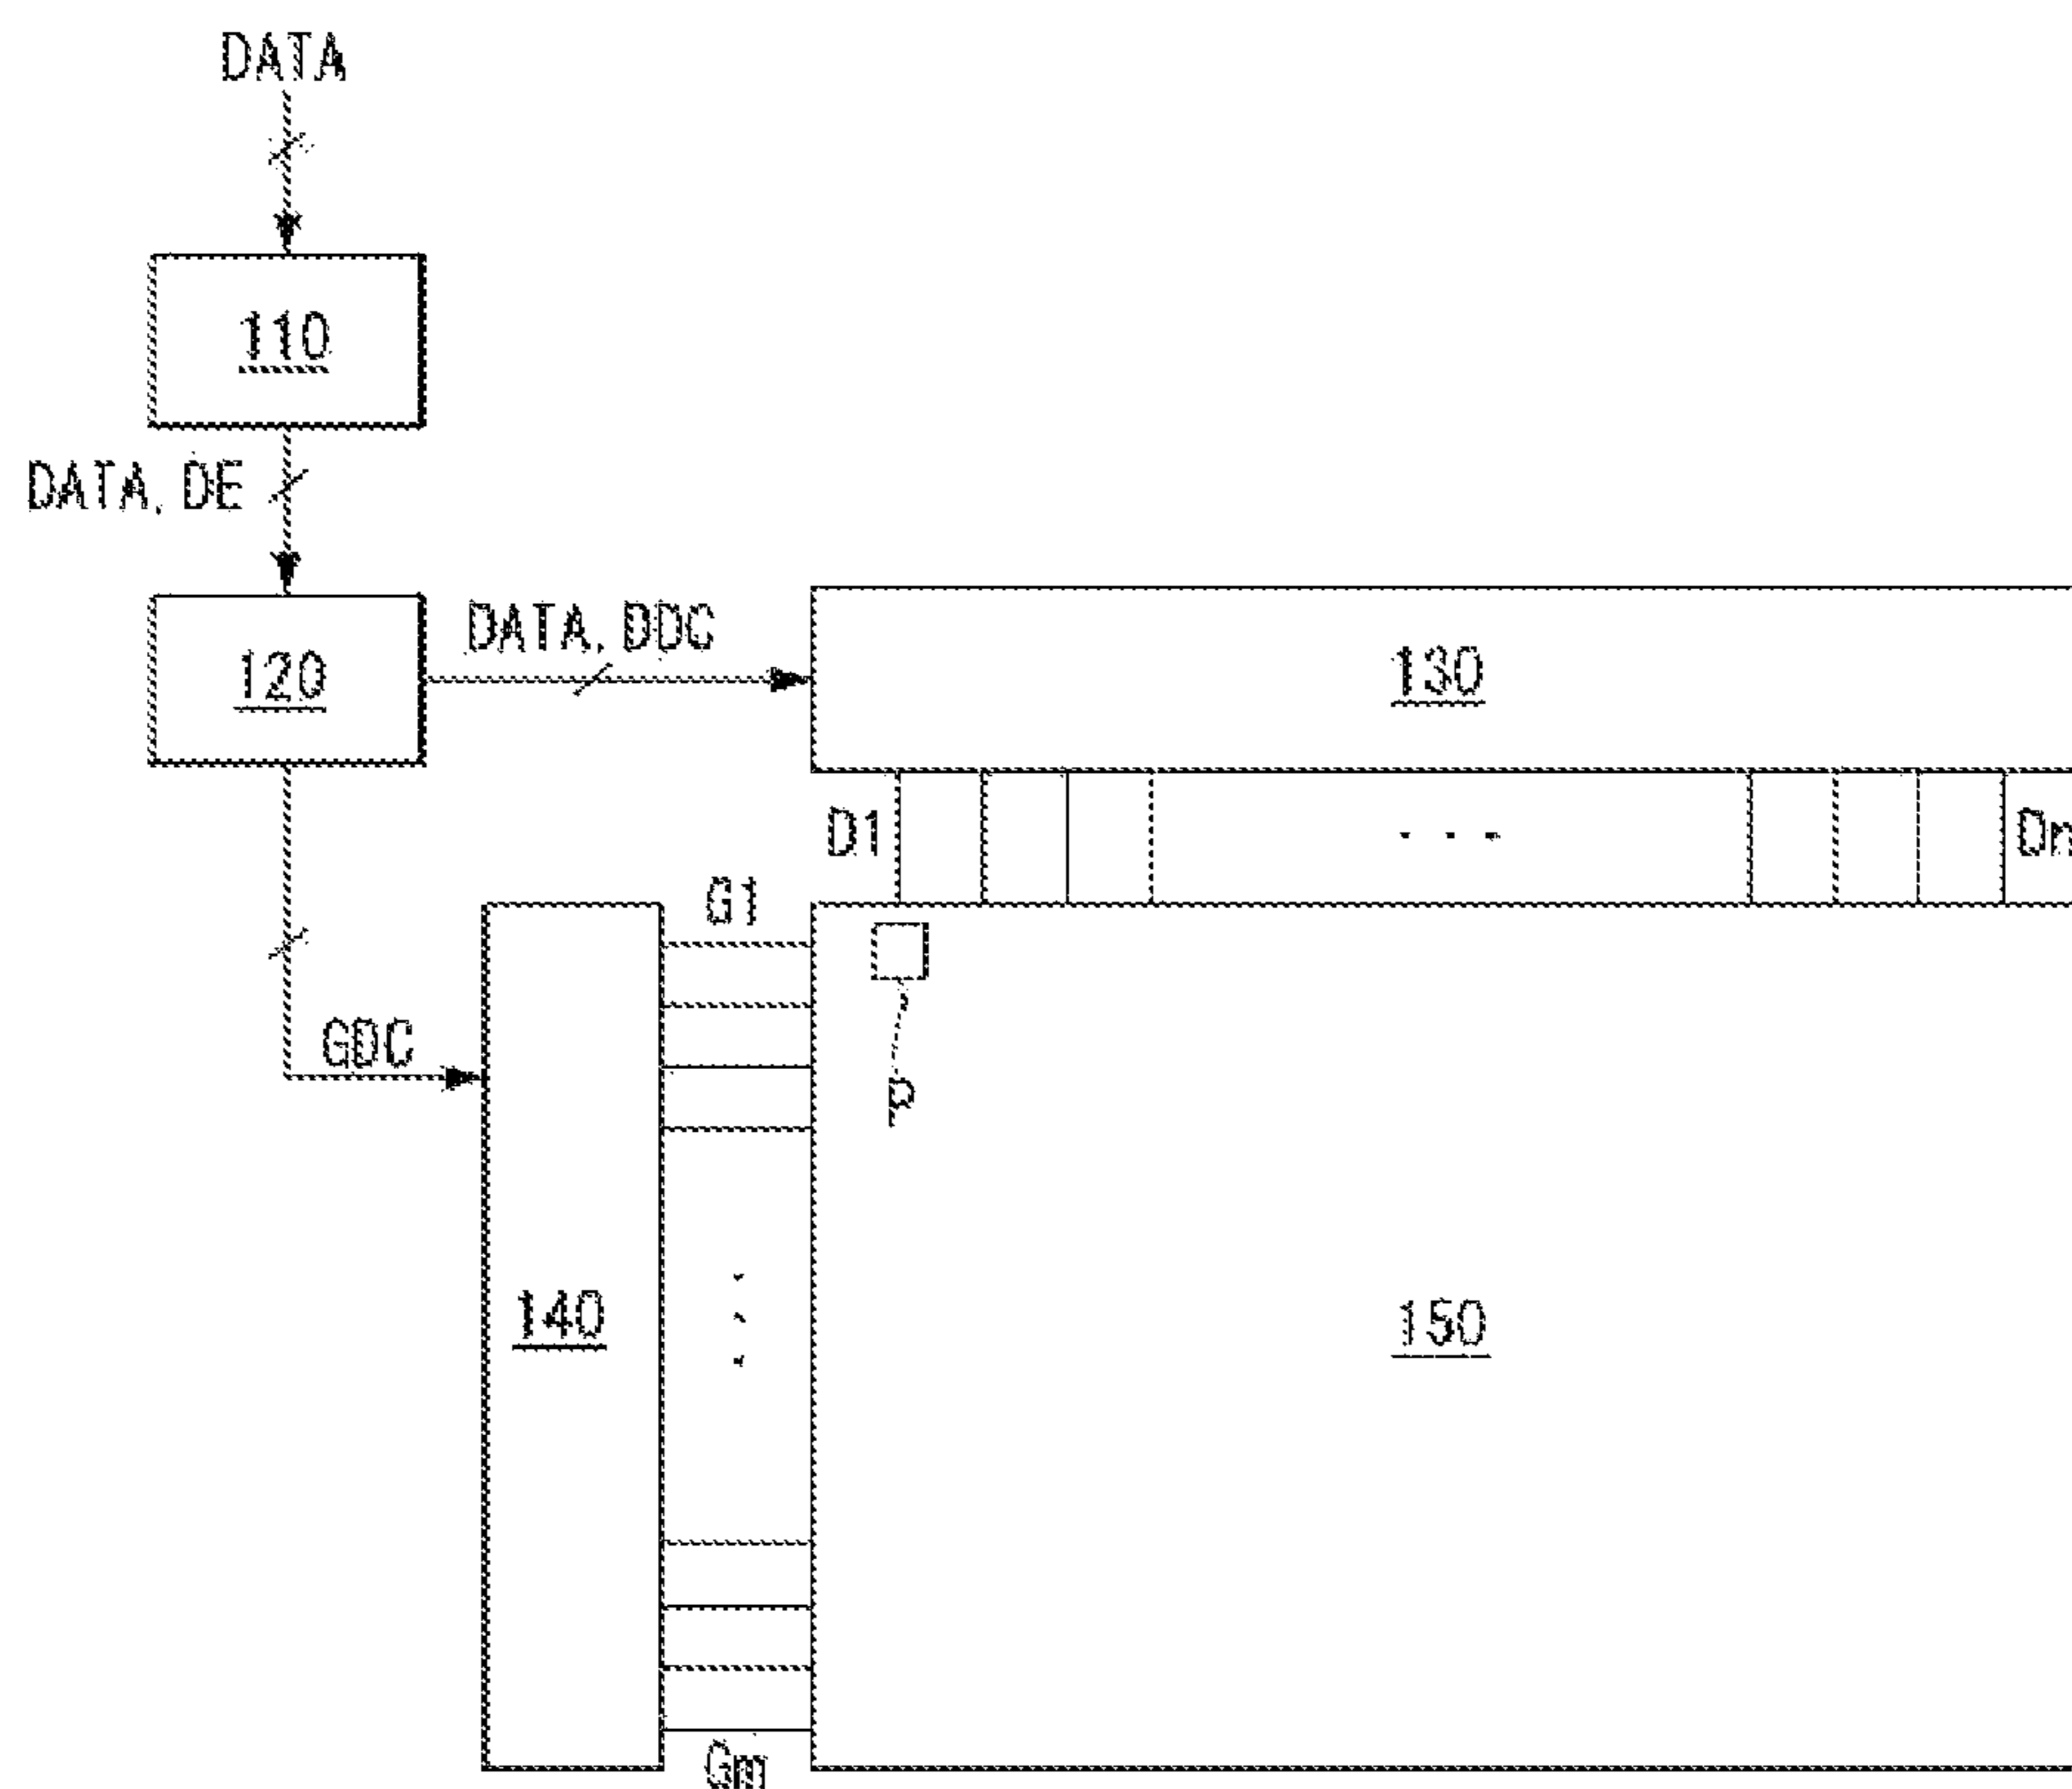 DATA
110
DATA, DE
120
DATA, DDC
130
D1
. . .
Dn
G1
GDC
P
140
150
Gm